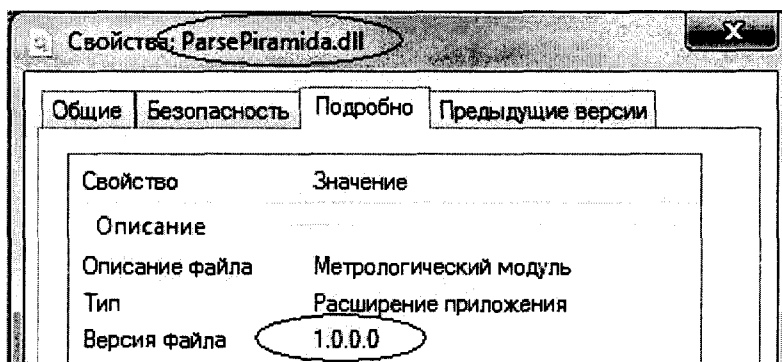 Свойства: ParsePiramida.dll
Общие Безопасность Подробно Предыдущие версии
Свойство Значение
Описание
Описание файла Метрологический модуль
Тип Расширение приложения
Версия файла 1.0.0.0